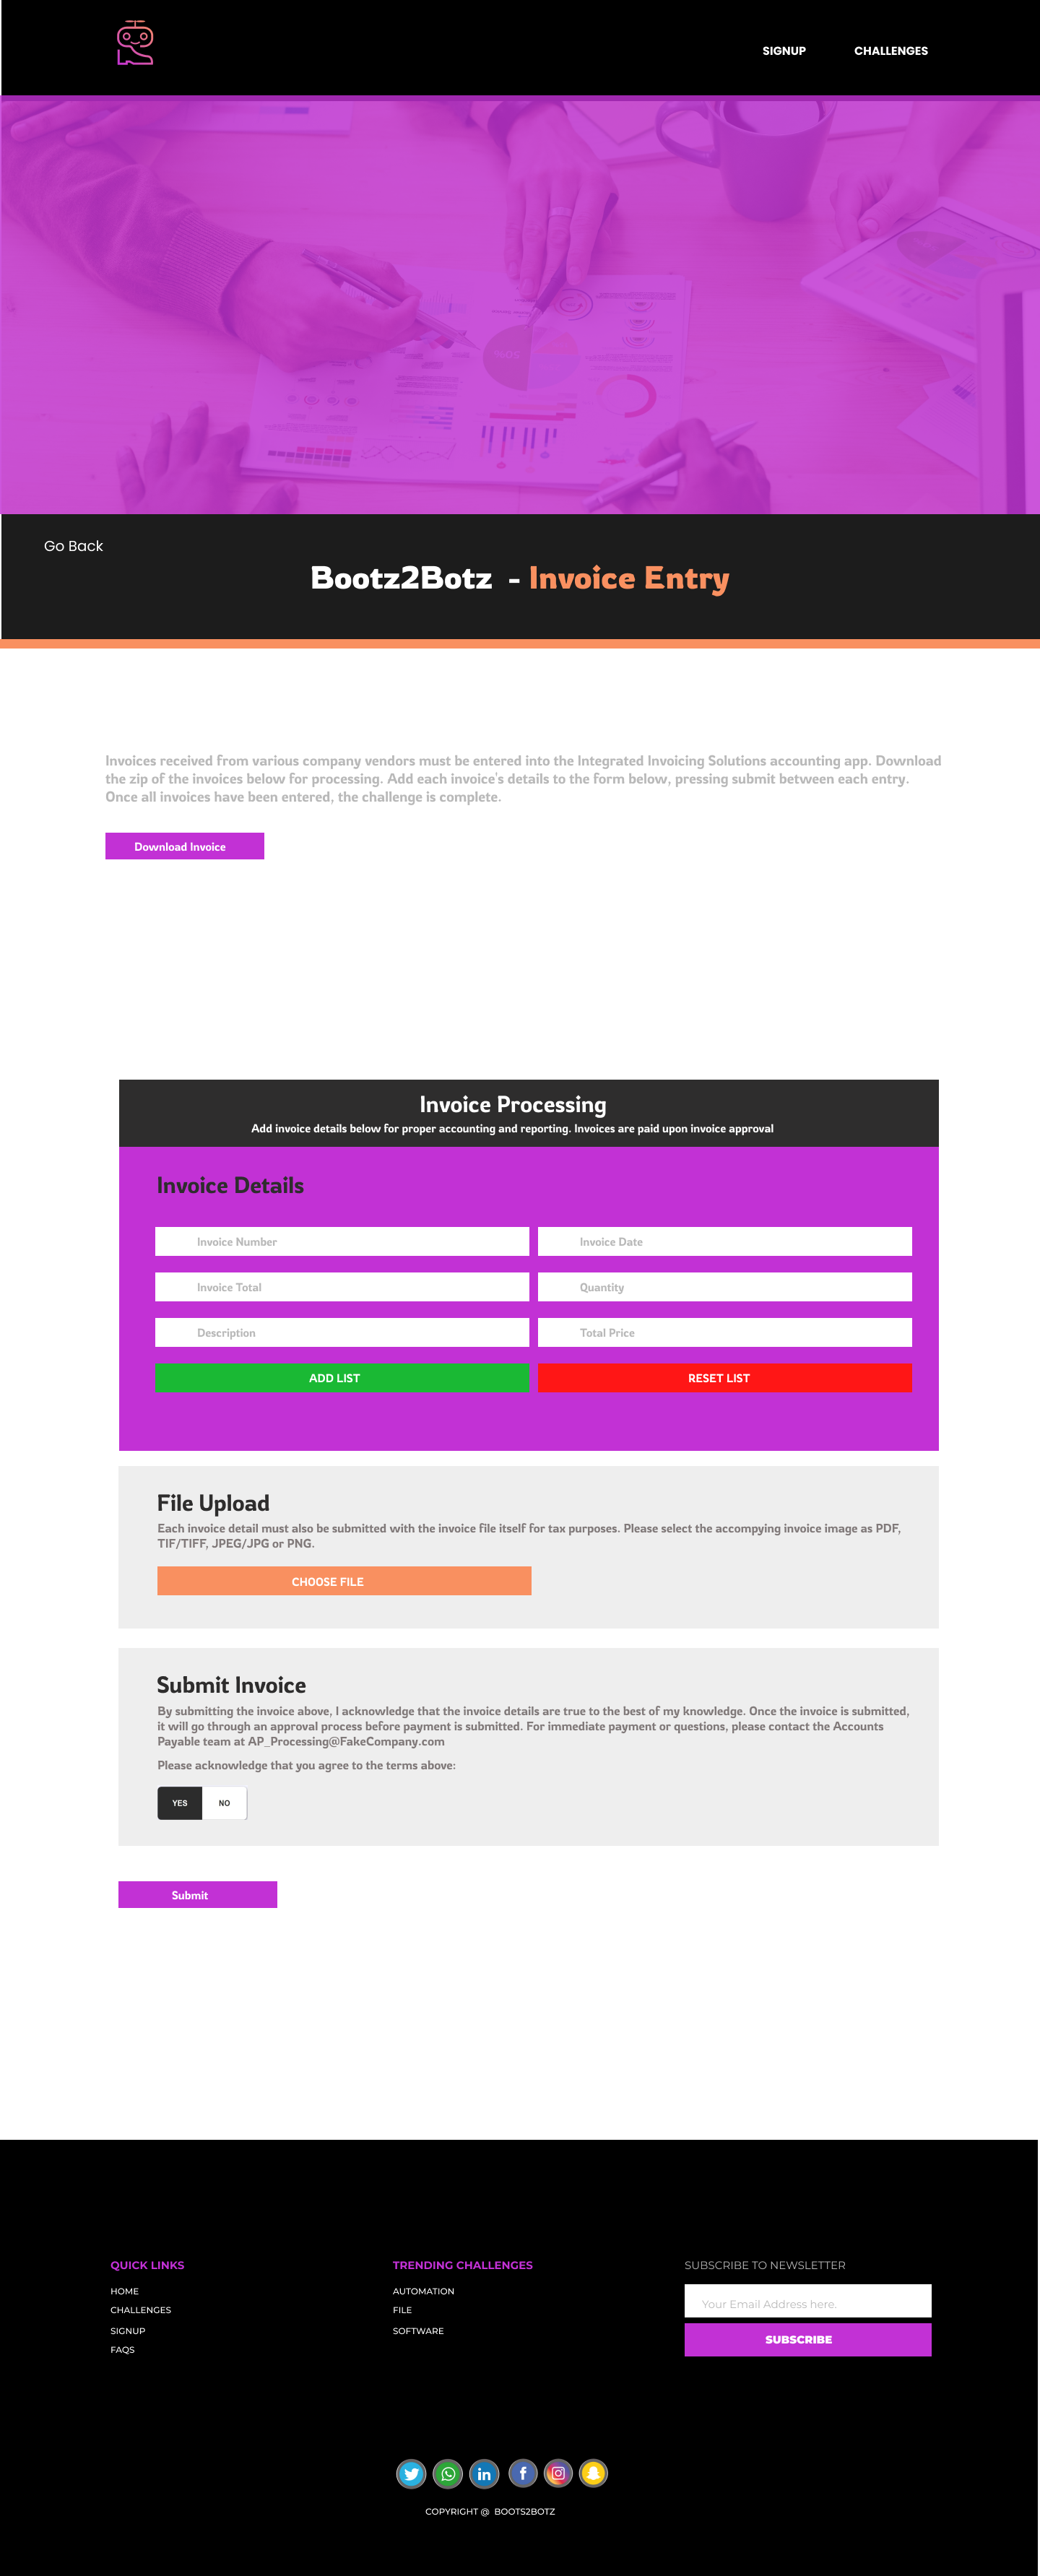 SIGNUP CHALLENGES
Go Back
Bootz2Botz - Invoice Entry
Invoices received from various company vendors must be entered into the Integrated Invoicing Solutions accounting app. Download
the zip of the invoices below for processing. Add each invoice's details to the form below, pressing submit between each entry.
Once all invoices have been entered, the challenge is complete.
Download Invoice
Invoice Processing
Add invoice details below for proper accounting and reporting. Invoices are paid upon invoice approval
Invoice Details
Invoice Number Invoice Date
Invoice Total Quantity
Description Total Price
ADD LIST RESET LIST
File Upload
Each invoice detail must also be submitted with the invoice file itself for tax purposes. Please select the accompying invoice image as PDF,
TIF/TIFF, JPEG/JPG or PNG.
CHOOSE FILE
Submit Invoice
By submitting the invoice above, I acknowledge that the invoice details are true to the best of my knowledge. Once the invoice is submitted,
it will go through an approval process before payment is submitted. For immediate payment or questions, please contact the Accounts
Payable team at AP_Processing@FakeCompany.com
Please acknowledge that you agree to the terms above:
YES NO
Submit
QUICK LINKS
HOME
CHALLENGES
SIGNUP
FAQS
TRENDING CHALLENGES
AUTOMATION
FILE
SOFTWARE
SUBSCRIBE TO NEWSLETTER
Your Email Address here.
SUBSCRIBE
COPYRIGHT @ BOOTS2BOTZ